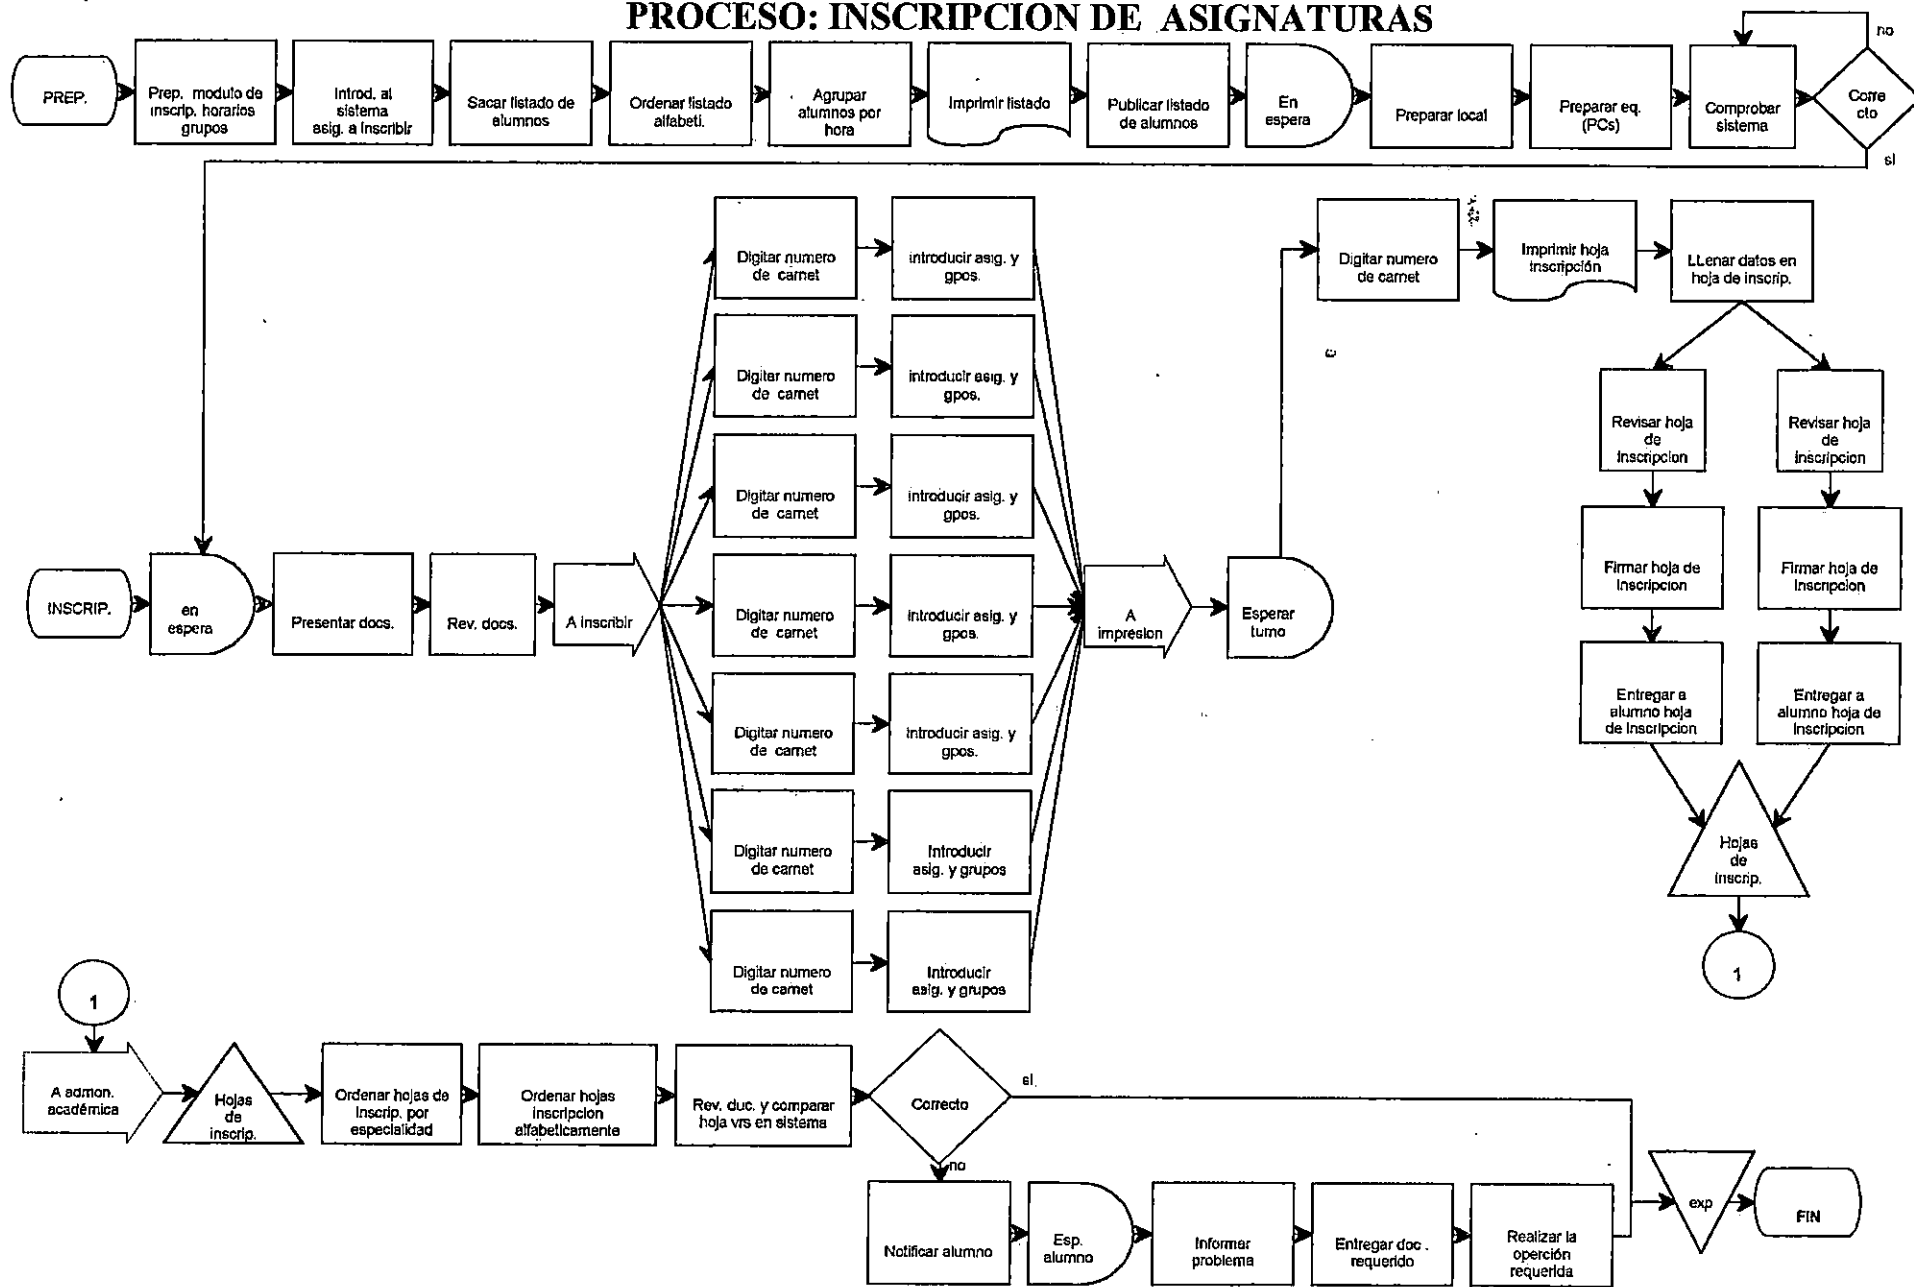 PROCESO: INSCRIPCION DE ASIGNATURAS
PREP.
Prep. modulo de
inscrip. horarios
grupos
Introd. al
sistema
asig. a inscribir
Sacar listado de
alumnos
Ordenar listado
alfabeti.
Agrupar
alumnos por
hora
Imprimir listado
Publicar listado
de alumnos
En
espera
Preparar local
Preparar eq.
(PCs)
Comprobar
sistema
Corre
cto
no
si
INSCRIP.
en
espera
Presentar docs.
Rev. docs.
A inscribir
Digitar numero
de carnet
introducir asig. y
gpos.
Digitar numero
de carnet
introducir asig. y
gpos.
Digitar numero
de carnet
introducir asig. y
gpos.
Digitar numero
de carnet
introducir asig. y
gpos.
Digitar numero
de carnet
introducir asig. y
gpos.
Digitar numero
de carnet
Introducir
asig. y grupos
Digitar numero
de carnet
Introducir
asig. y grupos
A
impresion
Esperar
turno
Digitar numero
de carnet
Imprimir hoja
inscripción
LLenar datos en
hoja de inscrip.
Revisar hoja
de
inscripcion
Revisar hoja
de
inscripcion
Firmar hoja de
inscripcion
Firmar hoja de
inscripcion
Entregar a
alumno hoja
de inscripcion
Entregar a
alumno hoja de
inscripcion
Hojas
de
inscrip.
1
1
A admon.
académica
Hojas
de
inscrip.
Ordenar hojas de
inscrip. por
especialidad
Ordenar hojas
inscripcion
alfabeticamente
Rev. duc. y comparar
hoja vrs en sistema
Correcto
si
no
Notificar alumno
Esp.
alumno
Informar
problema
Entregar doc .
requerido
Realizar la
operción
requerida
exp
FIN